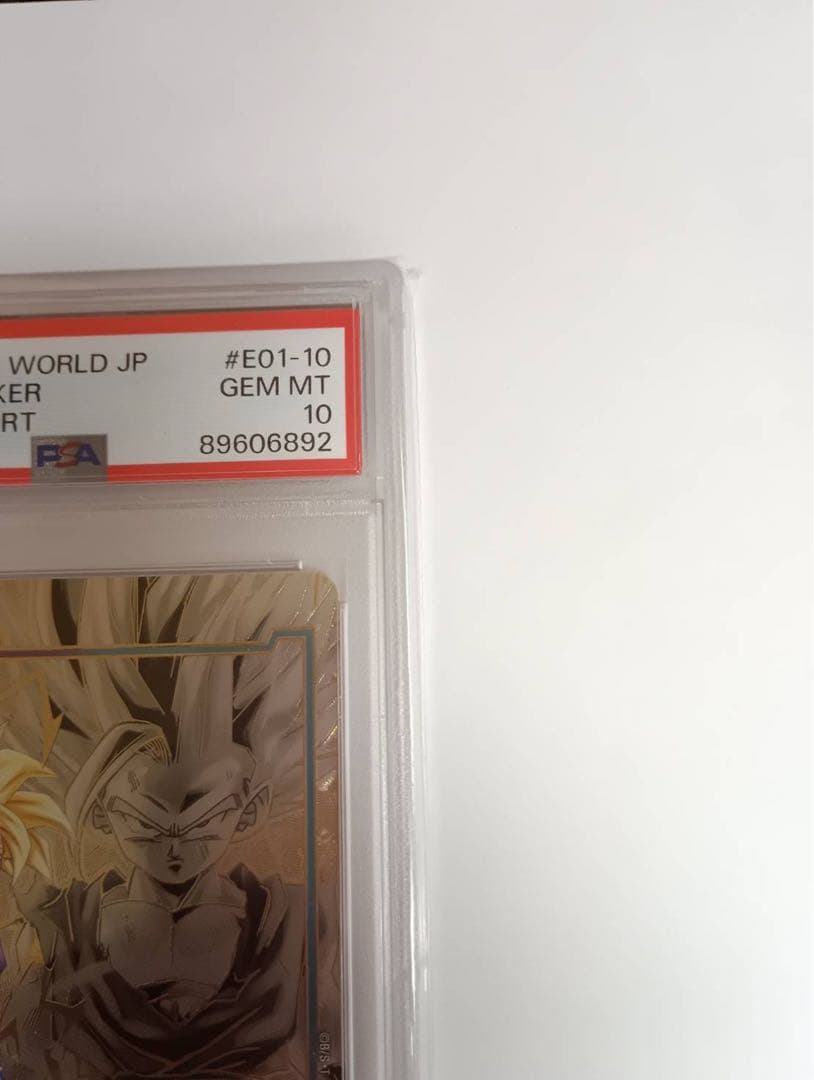 WORLD JP #E01-10
KER GEM MT
RT 10
PSA 89606892
©B/S・T